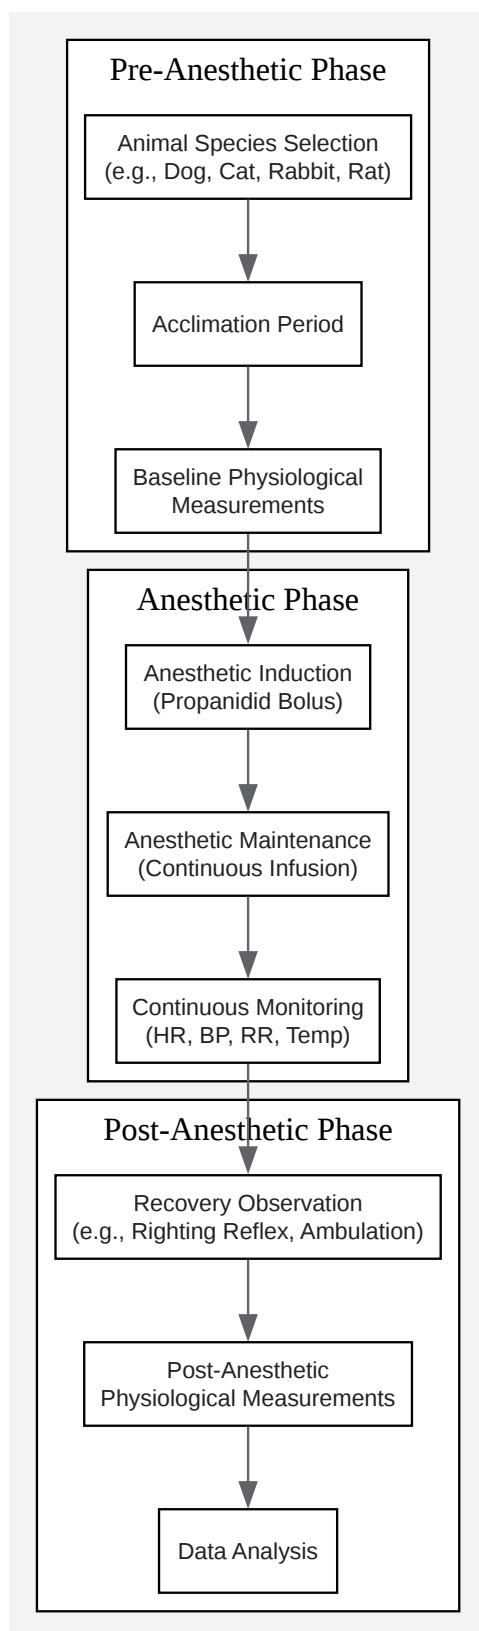 Pre-Anesthetic Phase
Animal Species Selection
(e.g., Dog, Cat, Rabbit, Rat)
Acclimation Period
Baseline Physiological
Measurements
Anesthetic Phase
Anesthetic Induction
(Propanidid Bolus)
Anesthetic Maintenance
(Continuous Infusion)
Continuous Monitoring
(HR, BP, RR, Temp)
Post-Anesthetic Phase
Recovery Observation
(e.g., Righting Reflex, Ambulation)
Post-Anesthetic
Physiological Measurements
Data Analysis